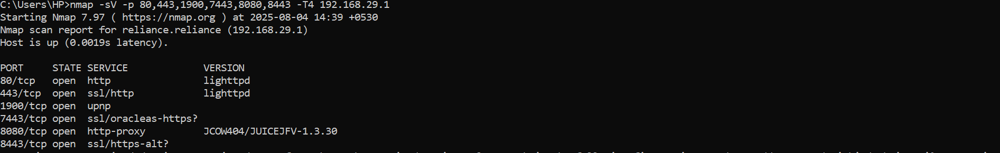 C:\Users\HP>nmap -sV -p 80,443,1900,7443,8080,8443 -T4 192.168.29.1
Starting Nmap 7.97 ( https://nmap.org ) at 2025-08-04 14:39 +0530
Nmap scan report for reliance.reliance (192.168.29.1)
Host is up (0.0019s latency).
PORT     STATE SERVICE              VERSION
80/tcp   open  http                 lighttpd
443/tcp  open  ssl/http             lighttpd
1900/tcp open  upnp
7443/tcp open  ssl/oracleas-https?
8080/tcp open  http-proxy           JCOW404/JUICEJFV-1.3.30
8443/tcp open  ssl/https-alt?